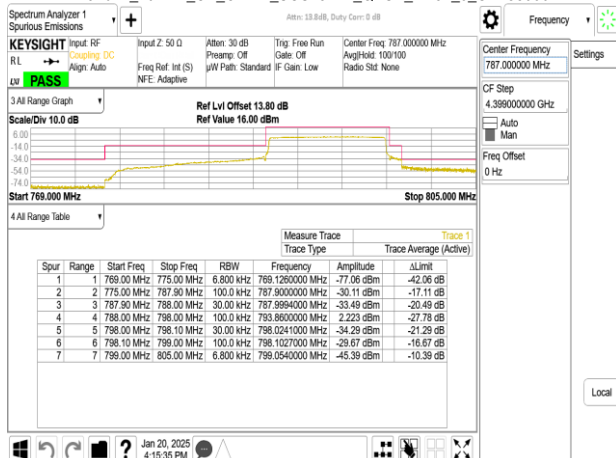 Spectrum Analyzer 1
Spurious Emissions
+
Attn: 13.8dB, Duty Corr: 0 dB
Frequency
KEYSIGHT
RL
LXI
PASS
Input: RF
Coupling: DC
Align: Auto
Input Z: 50 Ω
Freq Ref: Int (S)
NFE: Adaptive
Atten: 30 dB
Preamp: Off
µW Path: Standard
Trig: Free Run
Gate: Off
IF Gain: Low
Center Freq: 787.000000 MHz
Avg|Hold: 100/100
Radio Std: None
Center Frequency
787.000000 MHz
Settings
CF Step
4.399000000 GHz
Auto
Man
Freq Offset
0 Hz
3 All Range Graph
Scale/Div 10.0 dB
Ref Lvl Offset 13.80 dB
Ref Value 16.00 dBm
6.00
-14.0
-34.0
-54.0
-74.0
Start 769.000 MHz
Stop 805.000 MHz
4 All Range Table
Measure Trace Trace 1
Trace Type Trace Average (Active)
Spur Range Start Freq Stop Freq RBW Frequency Amplitude ΔLimit
1 1 769.00 MHz 775.00 MHz 6.800 kHz 769.1260000 MHz -77.06 dBm -42.06 dB
2 2 775.00 MHz 787.90 MHz 100.0 kHz 787.9000000 MHz -30.11 dBm -17.11 dB
3 3 787.90 MHz 788.00 MHz 30.00 kHz 787.9994000 MHz -33.49 dBm -20.49 dB
4 4 788.00 MHz 798.00 MHz 100.0 kHz 793.8600000 MHz 2.223 dBm -27.78 dB
5 5 798.00 MHz 798.10 MHz 30.00 kHz 798.0241000 MHz -34.29 dBm -21.29 dB
6 6 798.10 MHz 799.00 MHz 100.0 kHz 798.1027000 MHz -29.67 dBm -16.67 dB
7 7 799.00 MHz 805.00 MHz 6.800 kHz 799.0540000 MHz -45.39 dBm -10.39 dB
Local
?
Jan 20, 2025
4:15:35 PM